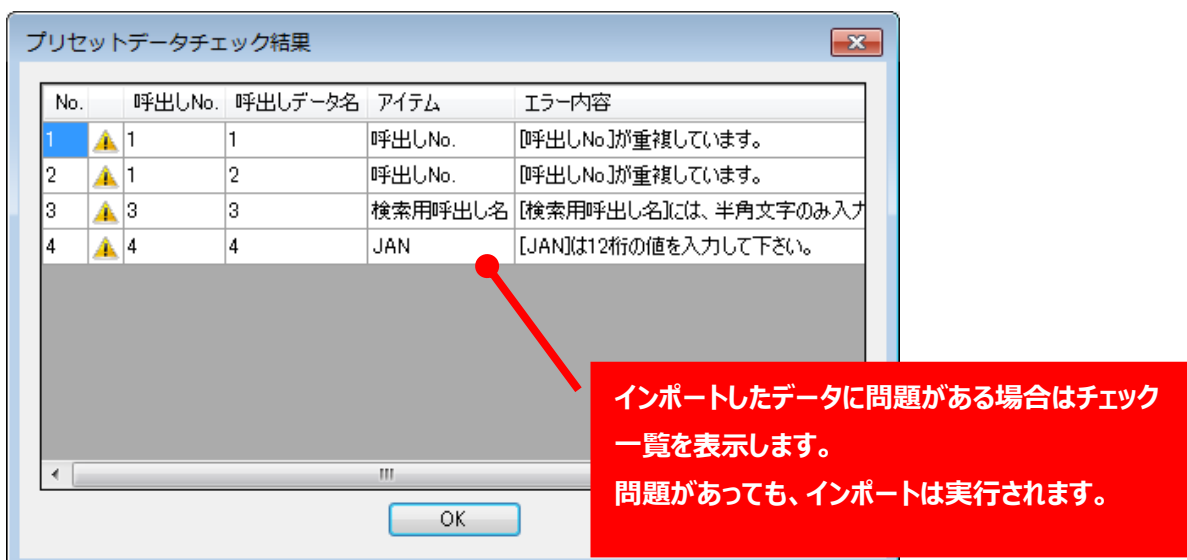 プリセットデータチェック結果
No. 呼出しNo. 呼出しデータ名 アイテム エラー内容
1 1 1 呼出しNo. [呼出しNo.]が重複しています。
2 1 2 呼出しNo. [呼出しNo.]が重複しています。
3 3 3 検索用呼出し名 [検索用呼出し名]には、半角文字のみ入力
4 4 4 JAN [JAN]は12桁の値を入力して下さい。
インポートしたデータに問題がある場合はチェック
一覧を表示します。
問題があっても、インポートは実行されます。
OK